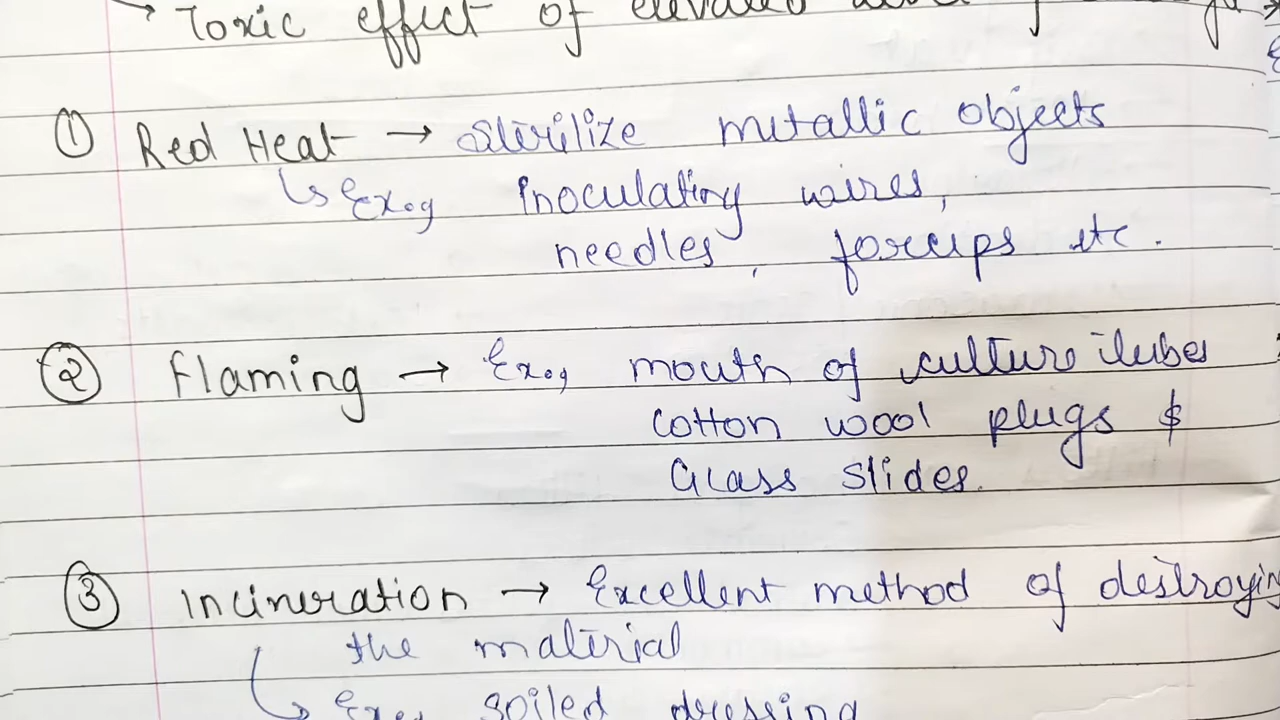 → Toxic effect of elevated
① Red Heat → Sterilize metallic objects
↳ Ex. Inoculating wires,
needles, forceps etc.
② Flaming → Ex. mouth of culture tubes
cotton wool plugs &
Glass slides.
③ Incineration → Excellent method of destroyin
the material
↳ Ex. soiled dressing